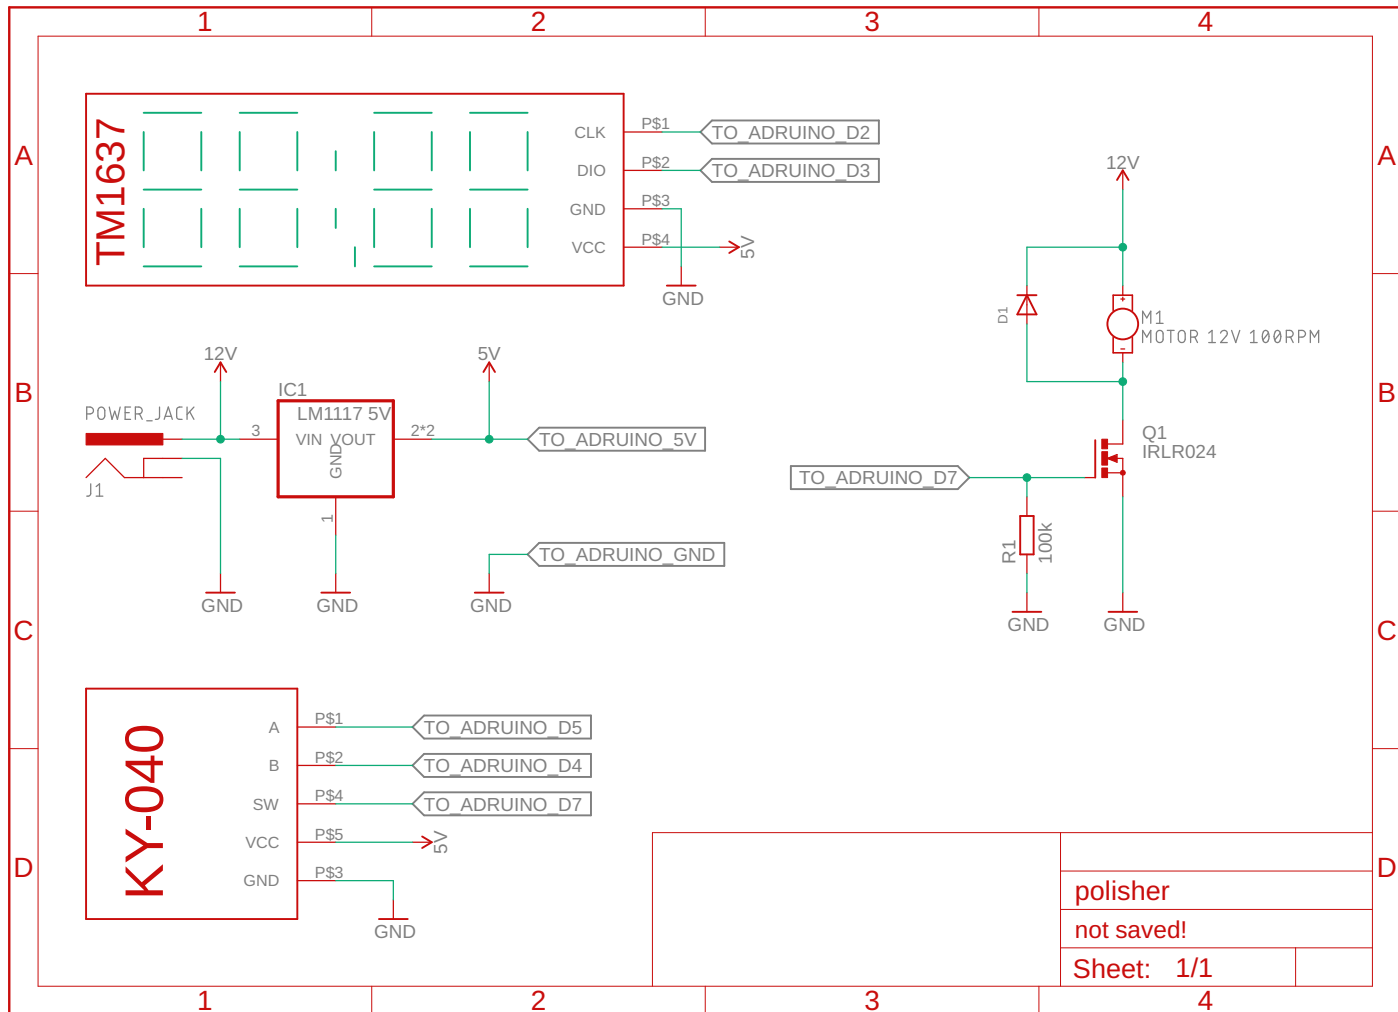 1 2 3 4
A A
B B
C C
D D
TM1637
CLK P$1 TO_ADRUINO_D2
DIO P$2 TO_ADRUINO_D3
GND P$3
VCC P$4 5V
GND
12V
D1
M1
MOTOR 12V 100RPM
Q1
IRLR024
TO_ADRUINO_D7
R1 100k
GND GND
12V 5V
POWER_JACK
J1
IC1
LM1117 5V
3 VIN VOUT 2*2
GND
1
TO_ADRUINO_5V
TO_ADRUINO_GND
GND GND GND
KY-040
A P$1 TO_ADRUINO_D5
B P$2 TO_ADRUINO_D4
SW P$4 TO_ADRUINO_D7
VCC P$5 5V
GND P$3
GND
polisher
not saved!
Sheet: 1/1
1 2 3 4